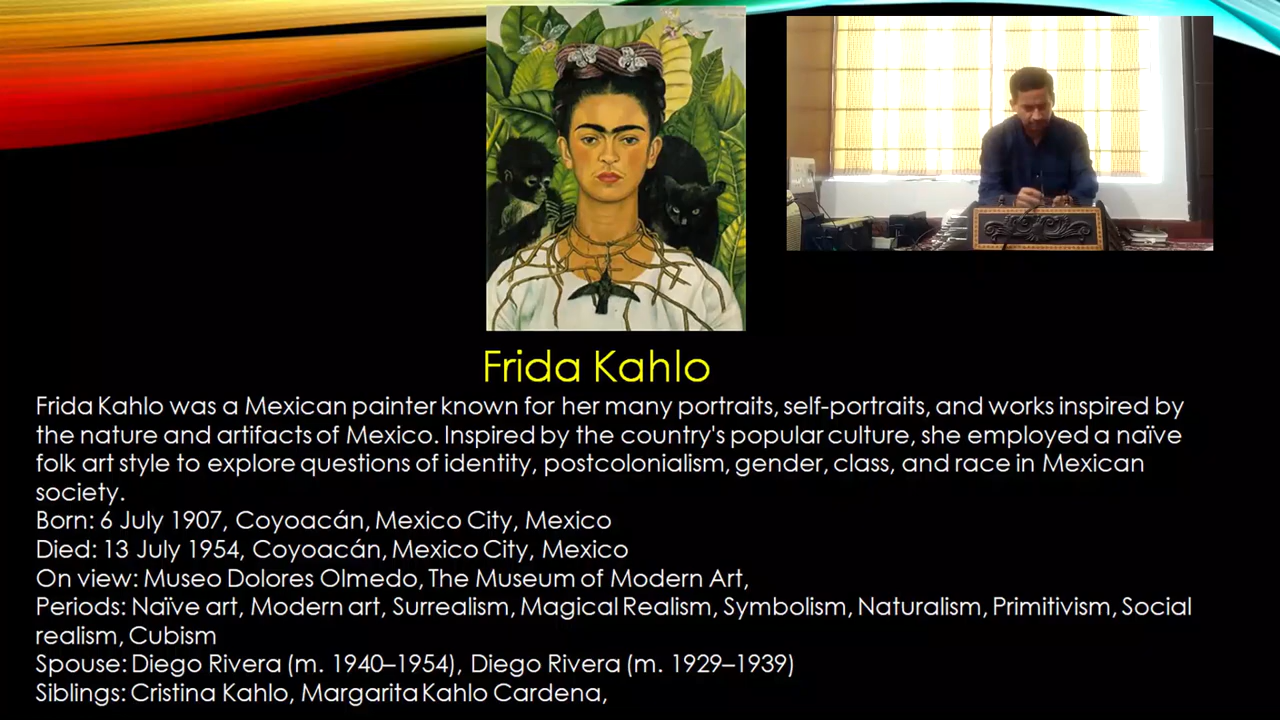 Frida Kahlo
Frida Kahlo was a Mexican painter known for her many portraits, self-portraits, and works inspired by
the nature and artifacts of Mexico. Inspired by the country's popular culture, she employed a naïve
folk art style to explore questions of identity, postcolonialism, gender, class, and race in Mexican
society.
Born: 6 July 1907, Coyoacán, Mexico City, Mexico
Died: 13 July 1954, Coyoacán, Mexico City, Mexico
On view: Museo Dolores Olmedo, The Museum of Modern Art,
Periods: Naïve art, Modern art, Surrealism, Magical Realism, Symbolism, Naturalism, Primitivism, Social
realism, Cubism
Spouse: Diego Rivera (m. 1940–1954), Diego Rivera (m. 1929–1939)
Siblings: Cristina Kahlo, Margarita Kahlo Cardena,